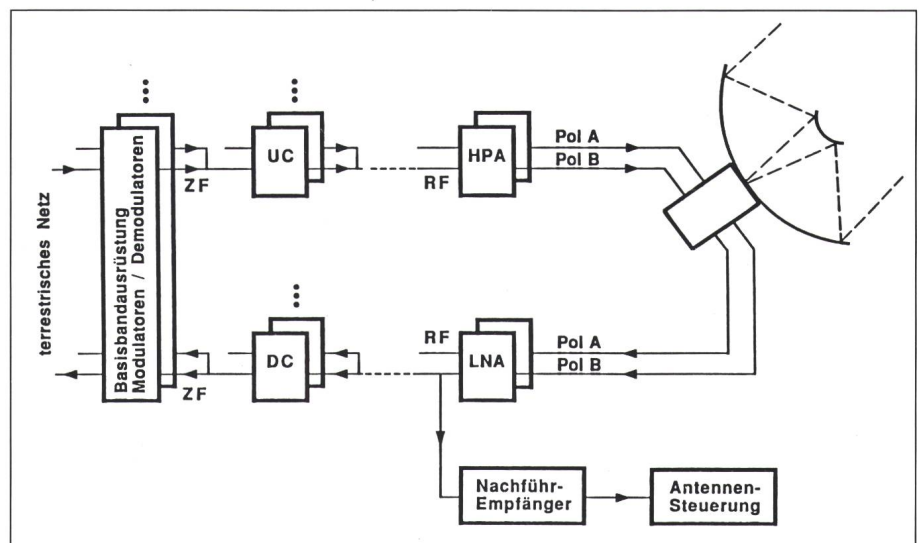 terrestrisches Netz
Basisbandausrüstung
Modulatoren / Demodulatoren
ZF
UC
RF
HPA
Pol A
Pol B
ZF
DC
RF
LNA
Pol A
Pol B
Nachführ-
Empfänger
Antennen-
Steuerung